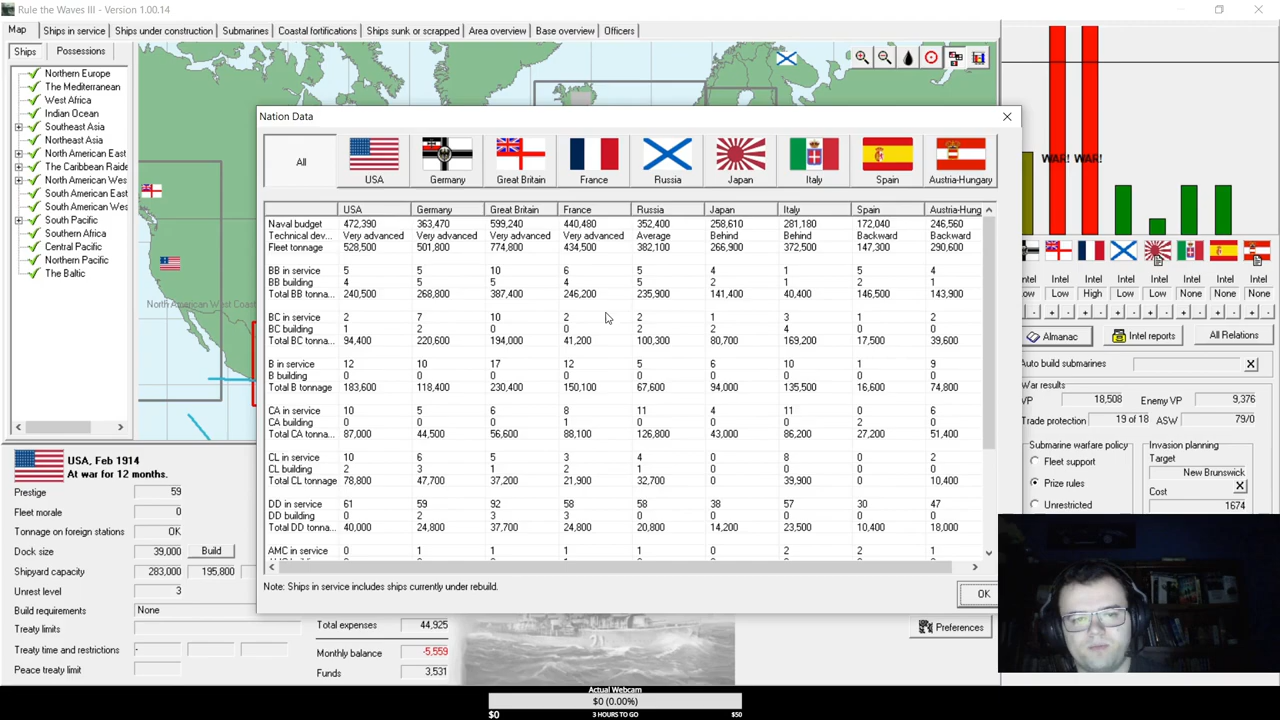 Rule the Waves III - Version 1.00.14
Map
Ships in service
Ships under construction
Submarines
Coastal fortifications
Ships sunk or scrapped
Area overview
Base overview
Officers
Ships
Possessions
Northern Europe
The Mediterranean
West Africa
Indian Ocean
Southeast Asia
Northeast Asia
North American East
The Caribbean
North American Wes
South American East
South American Wes
South Pacific
Southern Africa
Central Pacific
Northern Pacific
The Baltic
Raide
North American West Coast
Nation Data
All
USA
Germany
Great Britain
France
Russia
Japan
Italy
Spain
Austria-Hungary
USA Germany Great Britain France Russia Japan Italy Spain Austria-Hung
Naval budget 472,390 363,470 599,240 440,480 352,400 258,610 281,180 172,040 246,560
Technical dev... Very advanced Very advanced Very advanced Very advanced Average Behind Behind Backward Backward
Fleet tonnage 528,500 501,800 774,800 434,500 382,100 266,900 372,500 147,300 290,600
BB in service 5 5 10 6 5 4 1 5 4
BB building 4 5 5 4 5 2 1 2 1
Total BB tonna... 240,500 268,800 387,400 246,200 235,900 141,400 40,400 146,500 143,900
BC in service 2 7 10 2 2 1 3 1 2
BC building 1 2 0 0 2 2 4 0 0
Total BC tonna... 94,400 220,600 194,000 41,200 100,300 80,700 169,200 17,500 39,600
B in service 12 10 17 12 5 6 10 1 9
B building 0 0 0 0 0 0 0 0 0
Total B tonnage 183,600 118,400 230,400 150,100 67,600 94,000 135,500 16,600 74,800
CA in service 10 5 6 8 11 4 11 0 6
CA building 0 0 0 1 0 0 0 2 0
Total CA tonna... 87,000 44,500 56,600 88,100 126,800 43,000 86,200 27,200 51,400
CL in service 10 6 5 3 4 0 8 0 2
CL building 2 3 1 2 1 0 0 0 0
Total CL tonnage 78,800 47,700 37,200 21,900 32,700 0 39,900 0 10,400
DD in service 61 59 92 58 58 38 57 30 47
DD building 0 2 3 3 0 0 0 0 0
Total DD tonna... 40,000 24,800 37,700 24,800 20,800 14,200 23,500 10,400 18,000
AMC in service 0 1 1 1 1 0 2 2 1
Note: Ships in service includes ships currently under rebuild.
OK
WAR! WAR!
Intel Intel Intel Intel Intel Intel Intel Intel
Low Low High Low Low None None None
Almanac
Intel reports
All Relations
Auto build submarines
X
War results
VP 18,508 Enemy VP 9,376
Trade protection 19 of 18 ASW 79/0
Submarine warfare policy
Fleet support
Prize rules
Unrestricted
Invasion planning
Target
New Brunswick
Cost
X
1674
USA, Feb 1914
At war for 12 months.
Prestige 59
Fleet morale 0
Tonnage on foreign stations OK
Dock size 39,000 Build
Shipyard capacity 283,000 195,800
Unrest level 3
Build requirements None
Treaty limits
Treaty time and restrictions -
Peace treaty limit
Total expenses 44,925
Monthly balance -5,559
Funds 3,531
Preferences
Actual Webcam
$0 (0.00%)
$0 3 HOURS TO GO $50